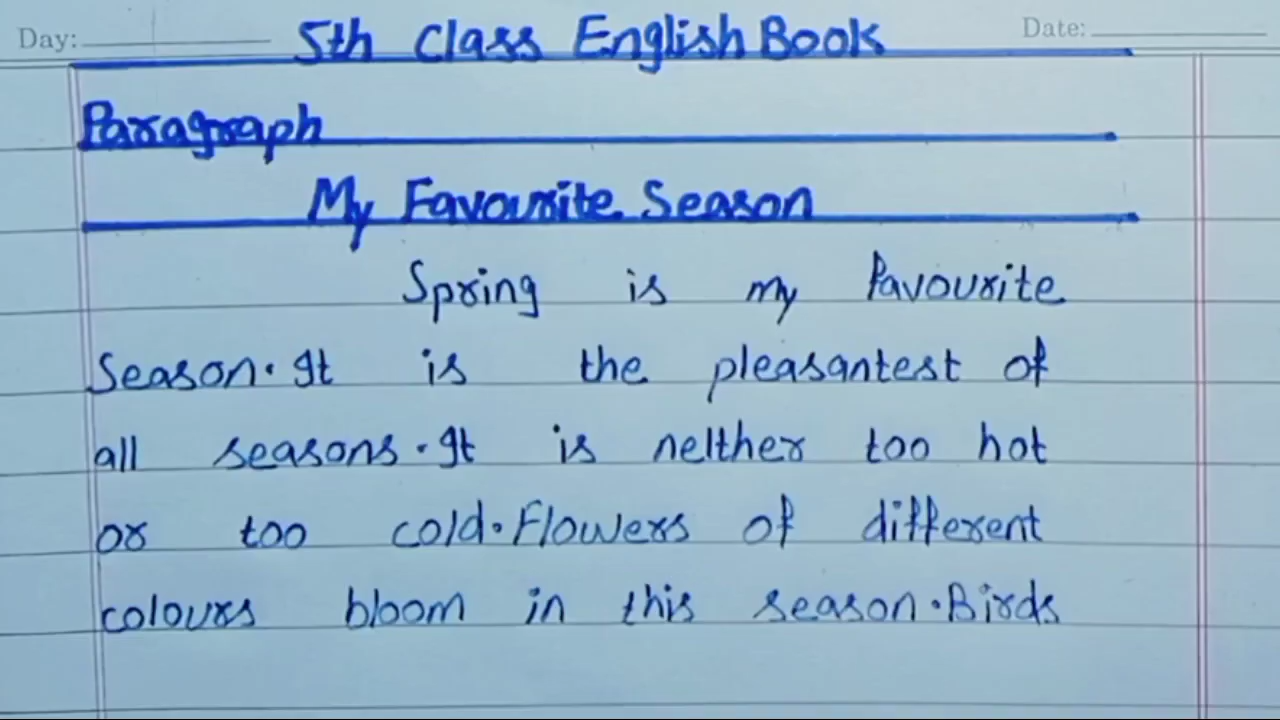 Day: 5th Class English Book Date:
Paragraph
My Favourite Season
Spring is my favourite
Season. It is the pleasantest of
all seasons. It is nelther too hot
or too cold. Flowers of different
colours bloom in this season. Birds